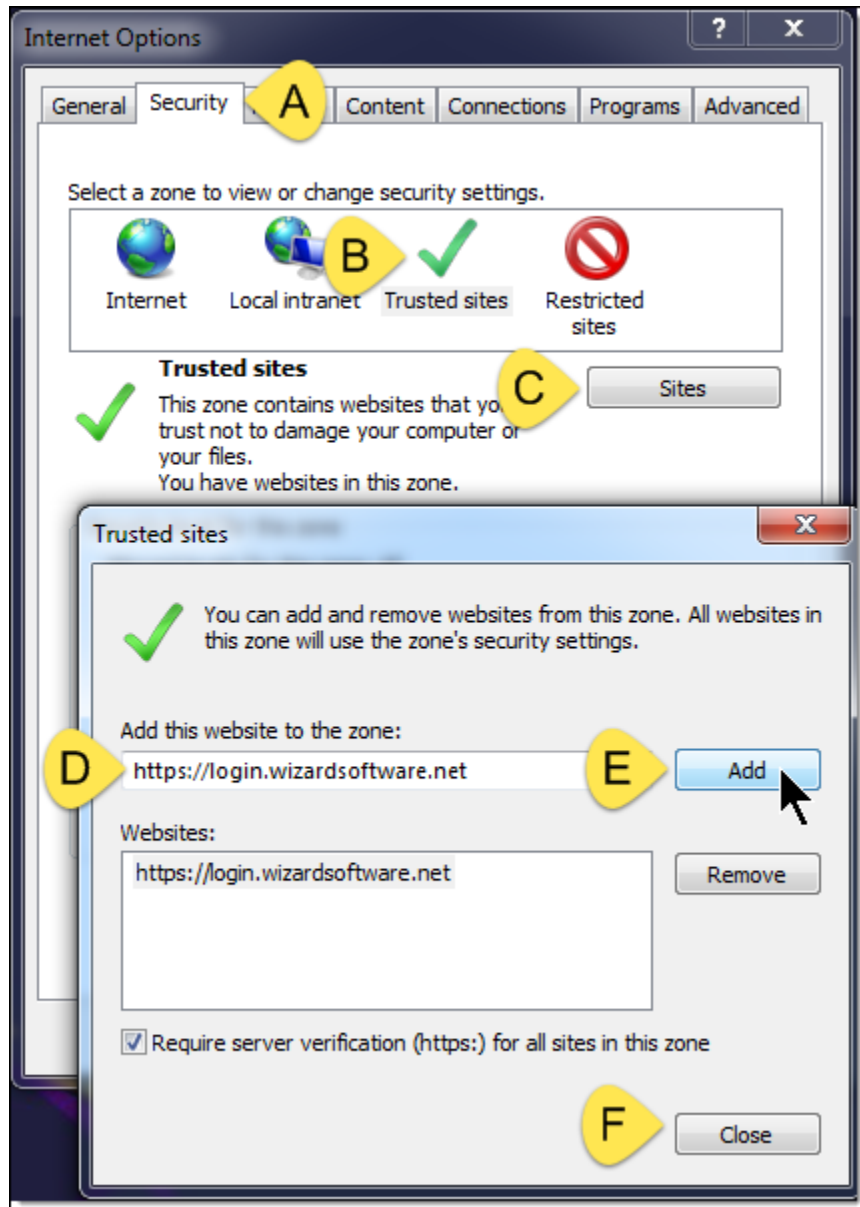 Internet Options
? x
General Security A Content Connections Programs Advanced
Select a zone to view or change security settings.
B
Internet Local intranet Trusted sites Restricted
sites
Trusted sites
C Sites
This zone contains websites that
trust not to damage your computer or
your files.
You have websites in this zone.
Trusted sites
x
You can add and remove websites from this zone. All websites in
this zone will use the zone's security settings.
Add this website to the zone:
D https://login.wizardsoftware.net E Add
Websites:
https://login.wizardsoftware.net Remove
Require server verification (https:) for all sites in this zone
F Close